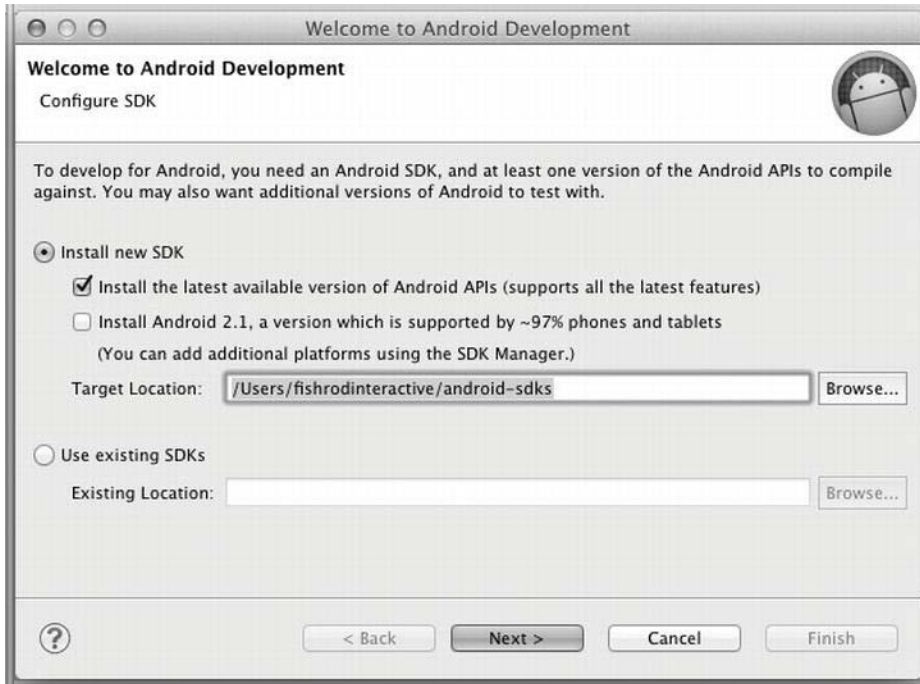 Welcome to Android Development
Welcome to Android Development
Configure SDK
To develop for Android, you need an Android SDK, and at least one version of the Android APIs to compile
against. You may also want additional versions of Android to test with.
Install new SDK
Install the latest available version of Android APIs (supports all the latest features)
Install Android 2.1, a version which is supported by ~97% phones and tablets
(You can add additional platforms using the SDK Manager.)
Target Location: /Users/fishrodinteractive/android-sdks Browse...
Use existing SDKs
Existing Location: Browse...
? < Back Next > Cancel Finish